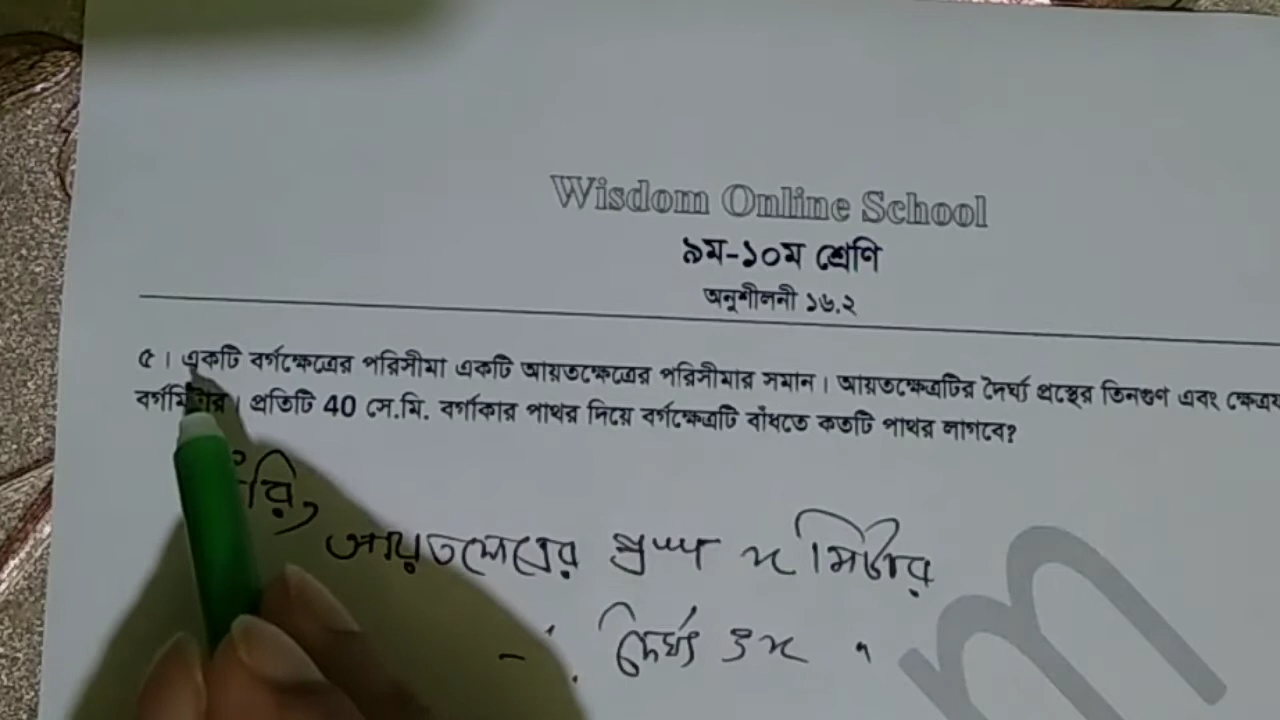 Wisdom Online School
৯ম-১০ম শ্রেণি
অনুশীলনী ১৬.২
৫। একটি বর্গক্ষেত্রের পরিসীমা একটি আয়তক্ষেত্রের পরিসীমার সমান। আয়তক্ষেত্রটির দৈর্ঘ্য প্রস্থের তিনগুণ এবং
প্রতিটি 40 সে.মি. বর্গাকার পাথর দিয়ে বর্গক্ষেত্রটি বাঁধতে কতটি পাথর লাগবে?
আয়তক্ষেত্রের প্রস্থ x মিটার
∴ দৈর্ঘ্য 3x "
m